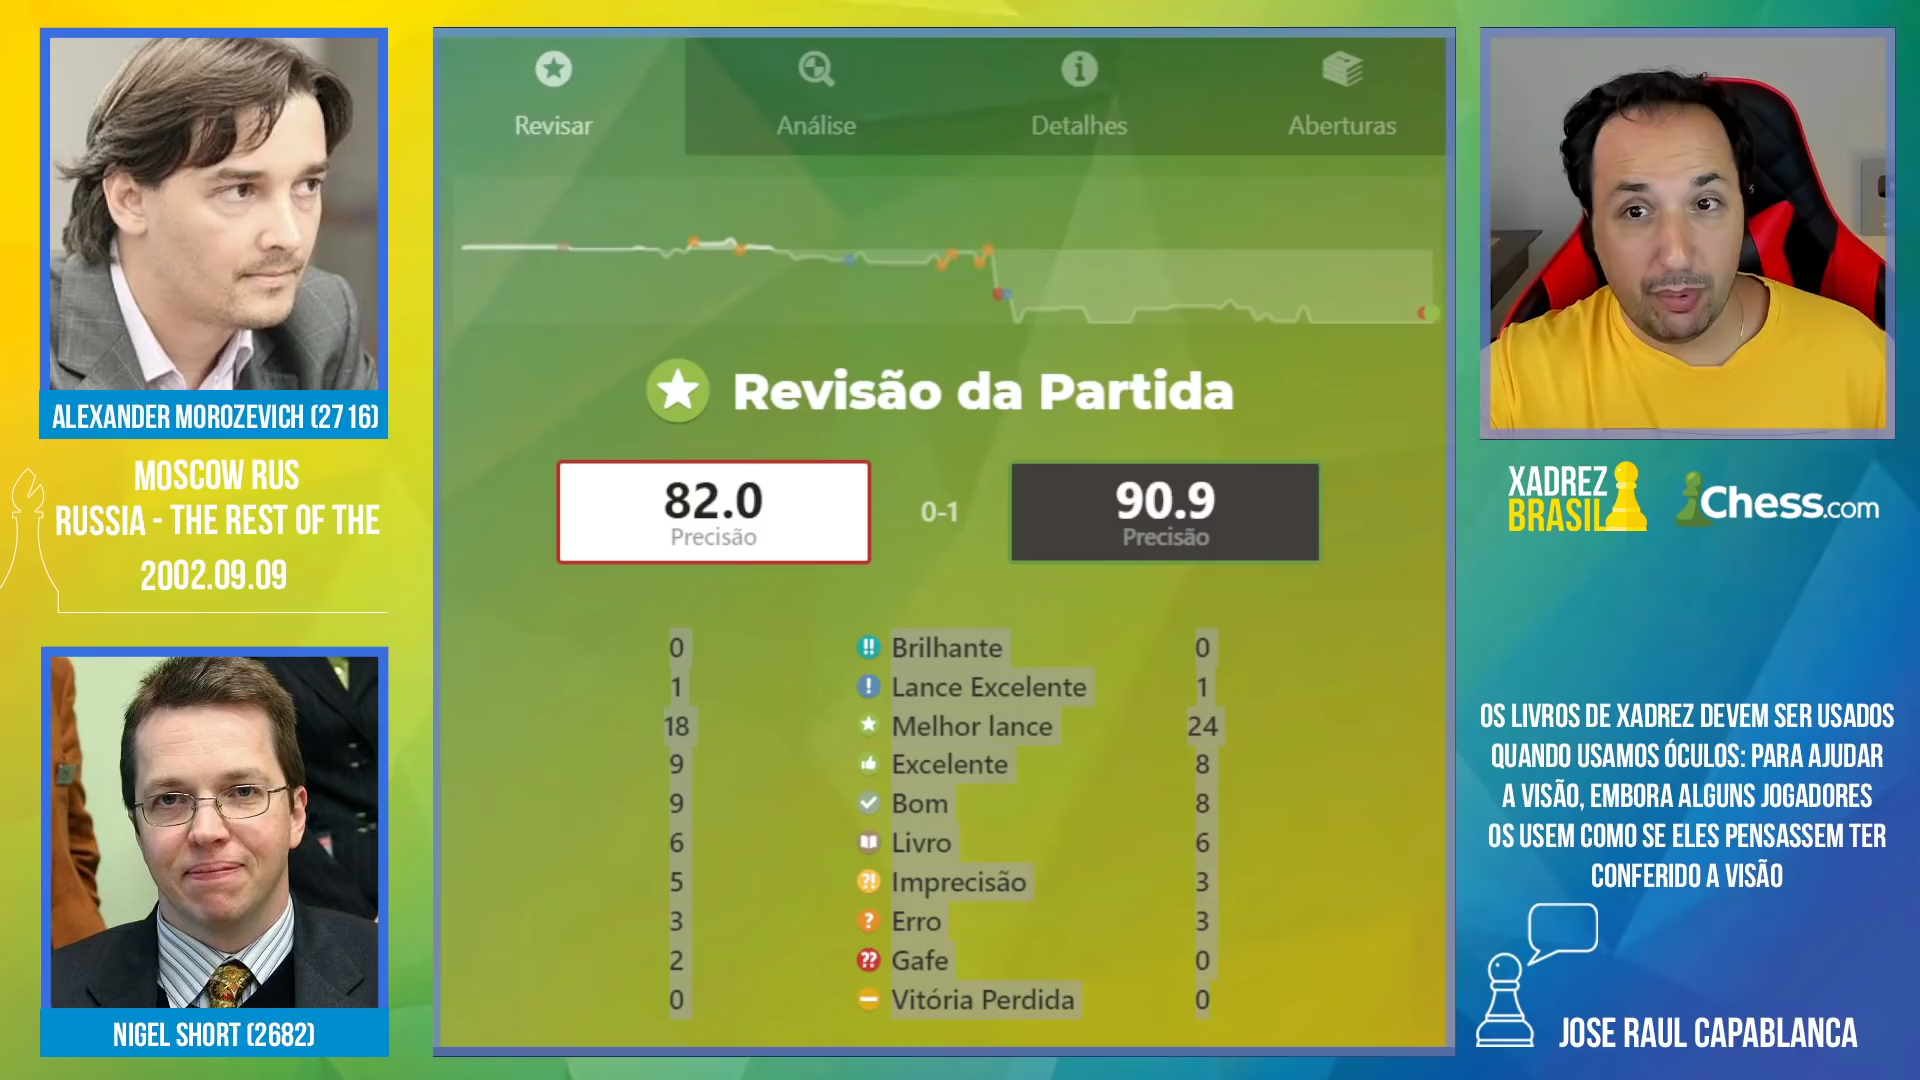 ALEXANDER MOROZEVICH (2716)
MOSCOW RUS
RUSSIA - THE REST OF THE
2002.09.09
NIGEL SHORT (2682)
Revisar
Análise
Detalhes
Aberturas
Revisão da Partida
82.0
Precisão
0-1
90.9
Precisão
0 !! Brilhante 0
1 ! Lance Excelente 1
18 Melhor lance 24
9 Excelente 8
9 Bom 8
6 Livro 6
5 ?! Imprecisão 3
3 ? Erro 3
2 ?? Gafe 0
0 Vitória Perdida 0
XADREZ
BRASIL
Chess.com
OS LIVROS DE XADREZ DEVEM SER USADOS
QUANDO USAMOS ÓCULOS: PARA AJUDAR
A VISÃO, EMBORA ALGUNS JOGADORES
OS USEM COMO SE ELES PENSASSEM TER
CONFERIDO A VISÃO
JOSE RAUL CAPABLANCA